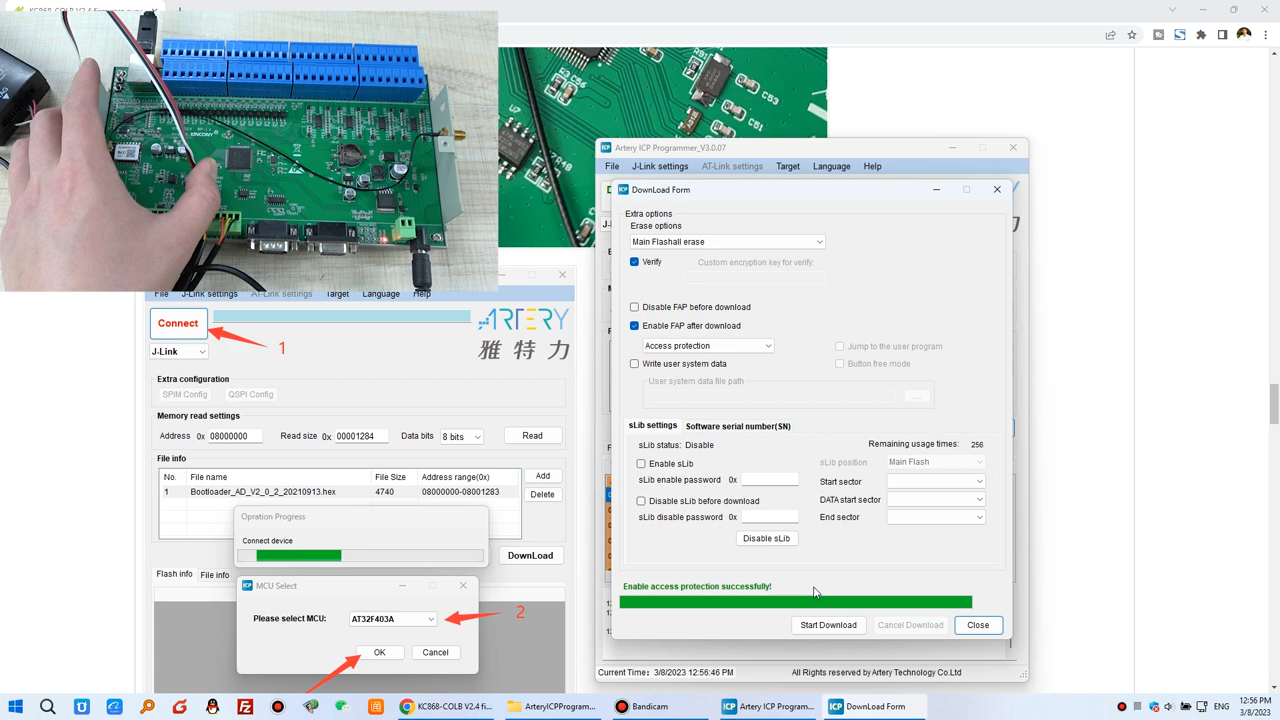 KINCONY
U7
C53
C51
Artery ICP Programmer_V3.0.07
File J-Link settings AT-Link settings Target Language Help
DownLoad Form
Extra options
Erase options
Main Flashall erase
Verify
Custom encryption key for verify:
Disable FAP before download
Enable FAP after download
Access protection
Jump to the user program
Write user system data
Button free mode
User system data file path
....
sLib settings Software serial number(SN)
sLib status: Disable
Remaining usage times: 256
Enable sLib
sLib position Main Flash
sLib enable password 0x
Start sector
Disable sLib before download
DATA start sector
sLib disable password 0x
End sector
Disable sLib
Enable access protection successfully!
Start Download Cancel Download Close
Current Time：3/8/2023 12:56:46 PM All Rights reserved by Artery Technology Co.Ltd
File J-Link settings AT-Link settings Target Language Help
Connect
1
ARTERY
雅特力
J-Link
Extra configuration
SPIM Config QSPI Config
Memory read settings
Address 0x 08000000 Read size 0x 00001284 Data bits 8 bits Read
File info
No. File name File Size Address range(0x)
1 Bootloader_AD_V2_0_2_20210913.hex 4740 08000000-08001283
Add
Delete
Opration Progress
Connect device
DownLoad
Flash info File info
MCU Select
Please select MCU: AT32F403A
2
OK Cancel
KC868-COLB V2.4 fi...
ArteryICPProgram...
Bandicam
Artery ICP Program...
DownLoad Form
ENG
12:56 PM
3/8/2023